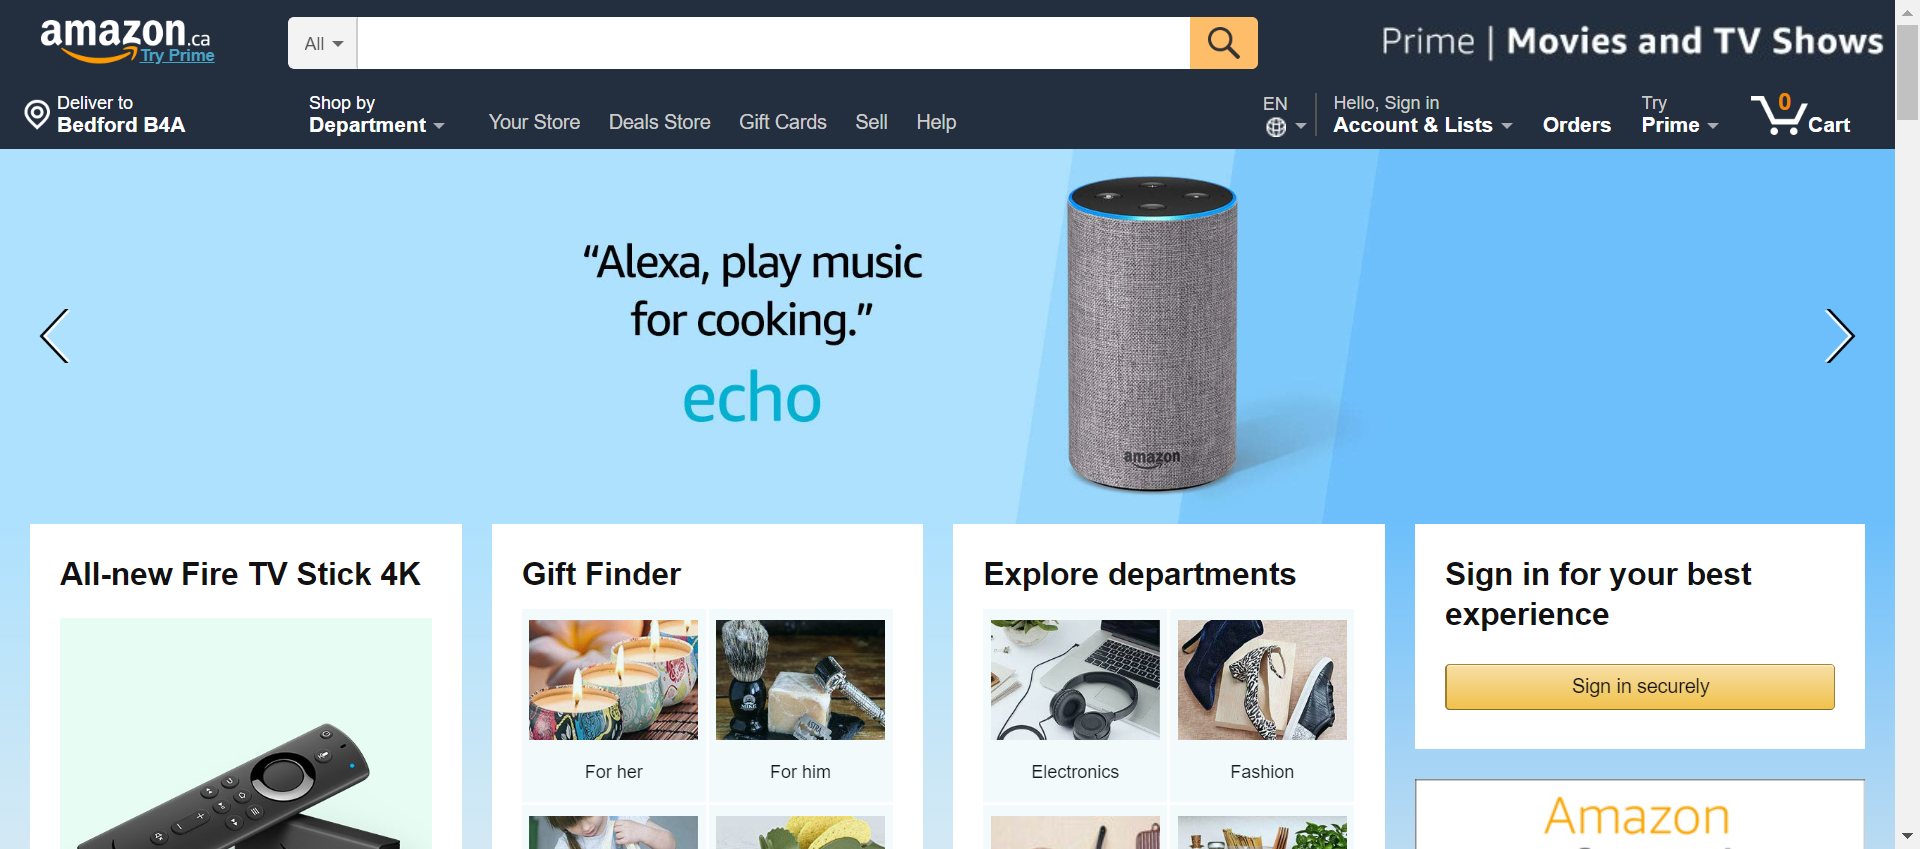 amazon.ca
Try Prime
All
Prime | Movies and TV Shows
Deliver to
Bedford B4A
Shop by
Department
Your Store
Deals Store
Gift Cards
Sell
Help
EN
Hello, Sign in
Account & Lists
Orders
Try
Prime
0
Cart
“Alexa, play music
for cooking.”
echo
amazon
All-new Fire TV Stick 4K
Gift Finder
For her
For him
Explore departments
Electronics
Fashion
Sign in for your best
experience
Sign in securely
Amazon